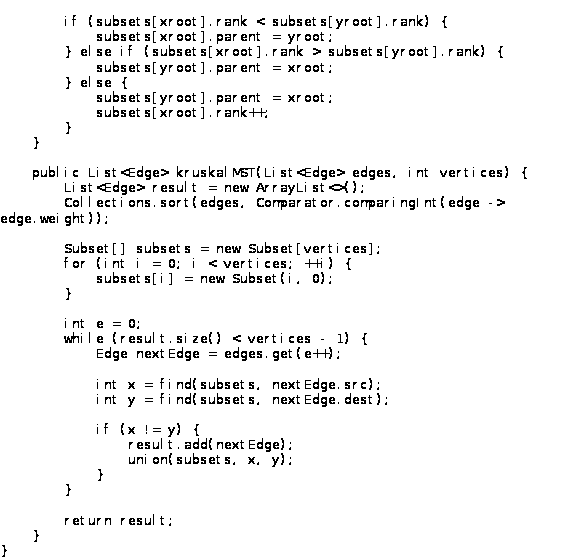 if (subsets[xroot].rank < subsets[yroot].rank) {
            subsets[xroot].parent = yroot;
        } else if (subsets[xroot].rank > subsets[yroot].rank) {
            subsets[yroot].parent = xroot;
        } else {
            subsets[yroot].parent = xroot;
            subsets[xroot].rank++;
        }
    }

    public List<Edge> kruskalMST(List<Edge> edges, int vertices) {
        List<Edge> result = new ArrayList<>();
        Collections.sort(edges, Comparator.comparingInt(edge ->
edge.weight));

        Subset[] subsets = new Subset[vertices];
        for (int i = 0; i < vertices; ++i) {
            subsets[i] = new Subset(i, 0);
        }

        int e = 0;
        while (result.size() < vertices - 1) {
            Edge nextEdge = edges.get(e++);

            int x = find(subsets, nextEdge.src);
            int y = find(subsets, nextEdge.dest);

            if (x != y) {
                result.add(nextEdge);
                union(subsets, x, y);
            }
        }

        return result;
    }
}